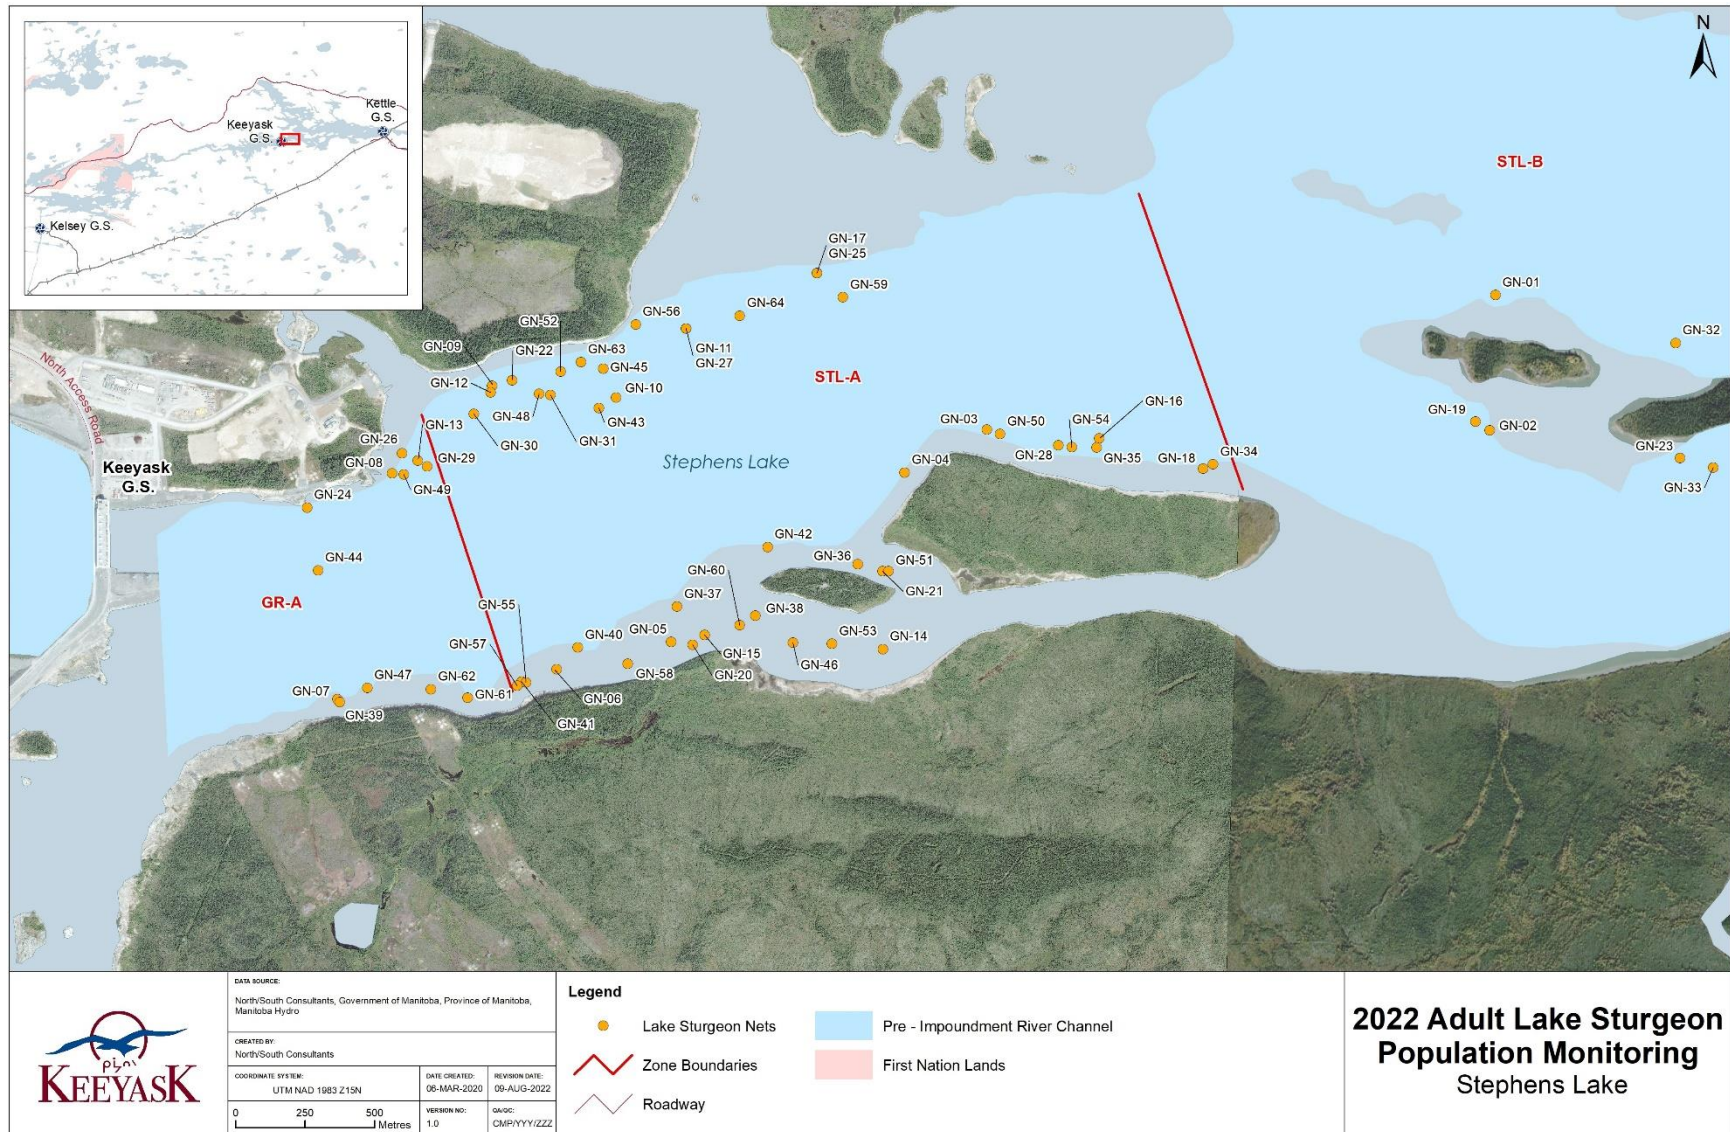 N
Kettle
G.S.
Keeyask
G.S.
Kelsey G.S.
STL-B
GN-17
GN-25
GN-59
GN-01
GN-64
GN-56
GN-52
GN-32
GN-09
GN-22
GN-63
GN-11
GN-27
GN-45
GN-12
STL-A
GN-10
GN-48
GN-43
GN-16
GN-19
GN-03
GN-50
GN-54
GN-02
GN-13
GN-30
GN-31
GN-26
GN-29
GN-28
GN-35
GN-18
GN-34
GN-23
GN-08
Stephens Lake
GN-04
GN-33
North Access Road
Keeyask
G.S.
GN-49
GN-24
GN-42
GN-44
GN-36
GN-51
GN-60
GN-21
GR-A
GN-55
GN-37
GN-38
GN-57
GN-40
GN-05
GN-53
GN-14
GN-15
GN-46
GN-47
GN-62
GN-58
GN-20
GN-07
GN-61
GN-06
GN-39
GN-41
KEEYASK
DATA SOURCE:
North/South Consultants, Government of Manitoba, Province of Manitoba,
Manitoba Hydro
CREATED BY:
North/South Consultants
COORDINATE SYSTEM:
UTM NAD 1983 Z15N
DATE CREATED:
06-MAR-2020
REVISION DATE:
09-AUG-2022
0 250 500
Metres
VERSION NO:
1.0
QA/QC:
CMP/YYY/ZZZ
Legend
Lake Sturgeon Nets
Zone Boundaries
Roadway
Pre - Impoundment River Channel
First Nation Lands
2022 Adult Lake Sturgeon
Population Monitoring
Stephens Lake